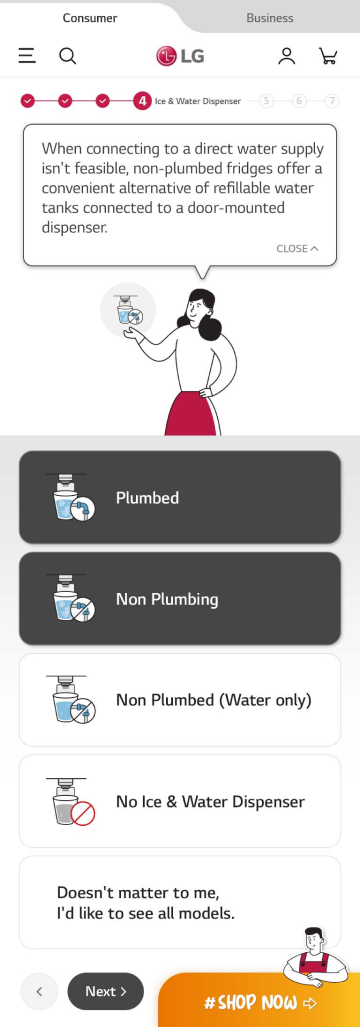 Consumer
Business
LG
4 Ice & Water Dispenser 5 6 7
When connecting to a direct water supply
isn't feasible, non-plumbed fridges offer a
convenient alternative of refillable water
tanks connected to a door-mounted
dispenser.
CLOSE
Plumbed
Non Plumbing
Non Plumbed (Water only)
No Ice & Water Dispenser
Doesn't matter to me,
I'd like to see all models.
Next
#SHOP NOW